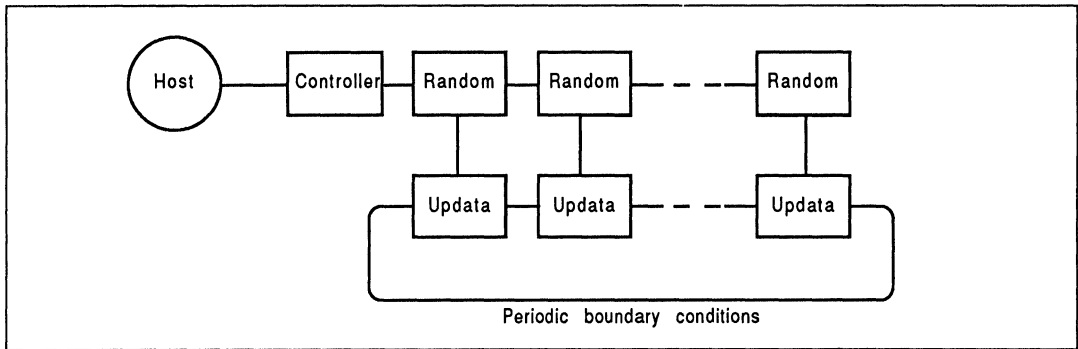 Host
Controller
Random
Random
Random
Updata
Updata
Updata
Periodic boundary conditions